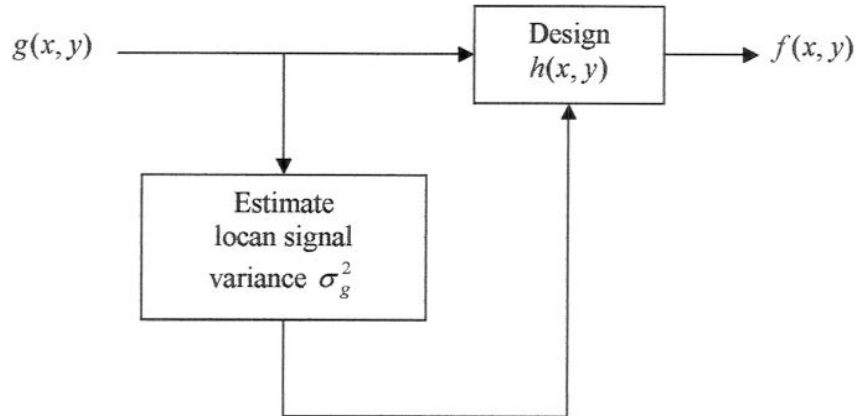 g(x, y)
Design
h(x, y)
f(x, y)
Estimate
locan signal
variance σ_g^2